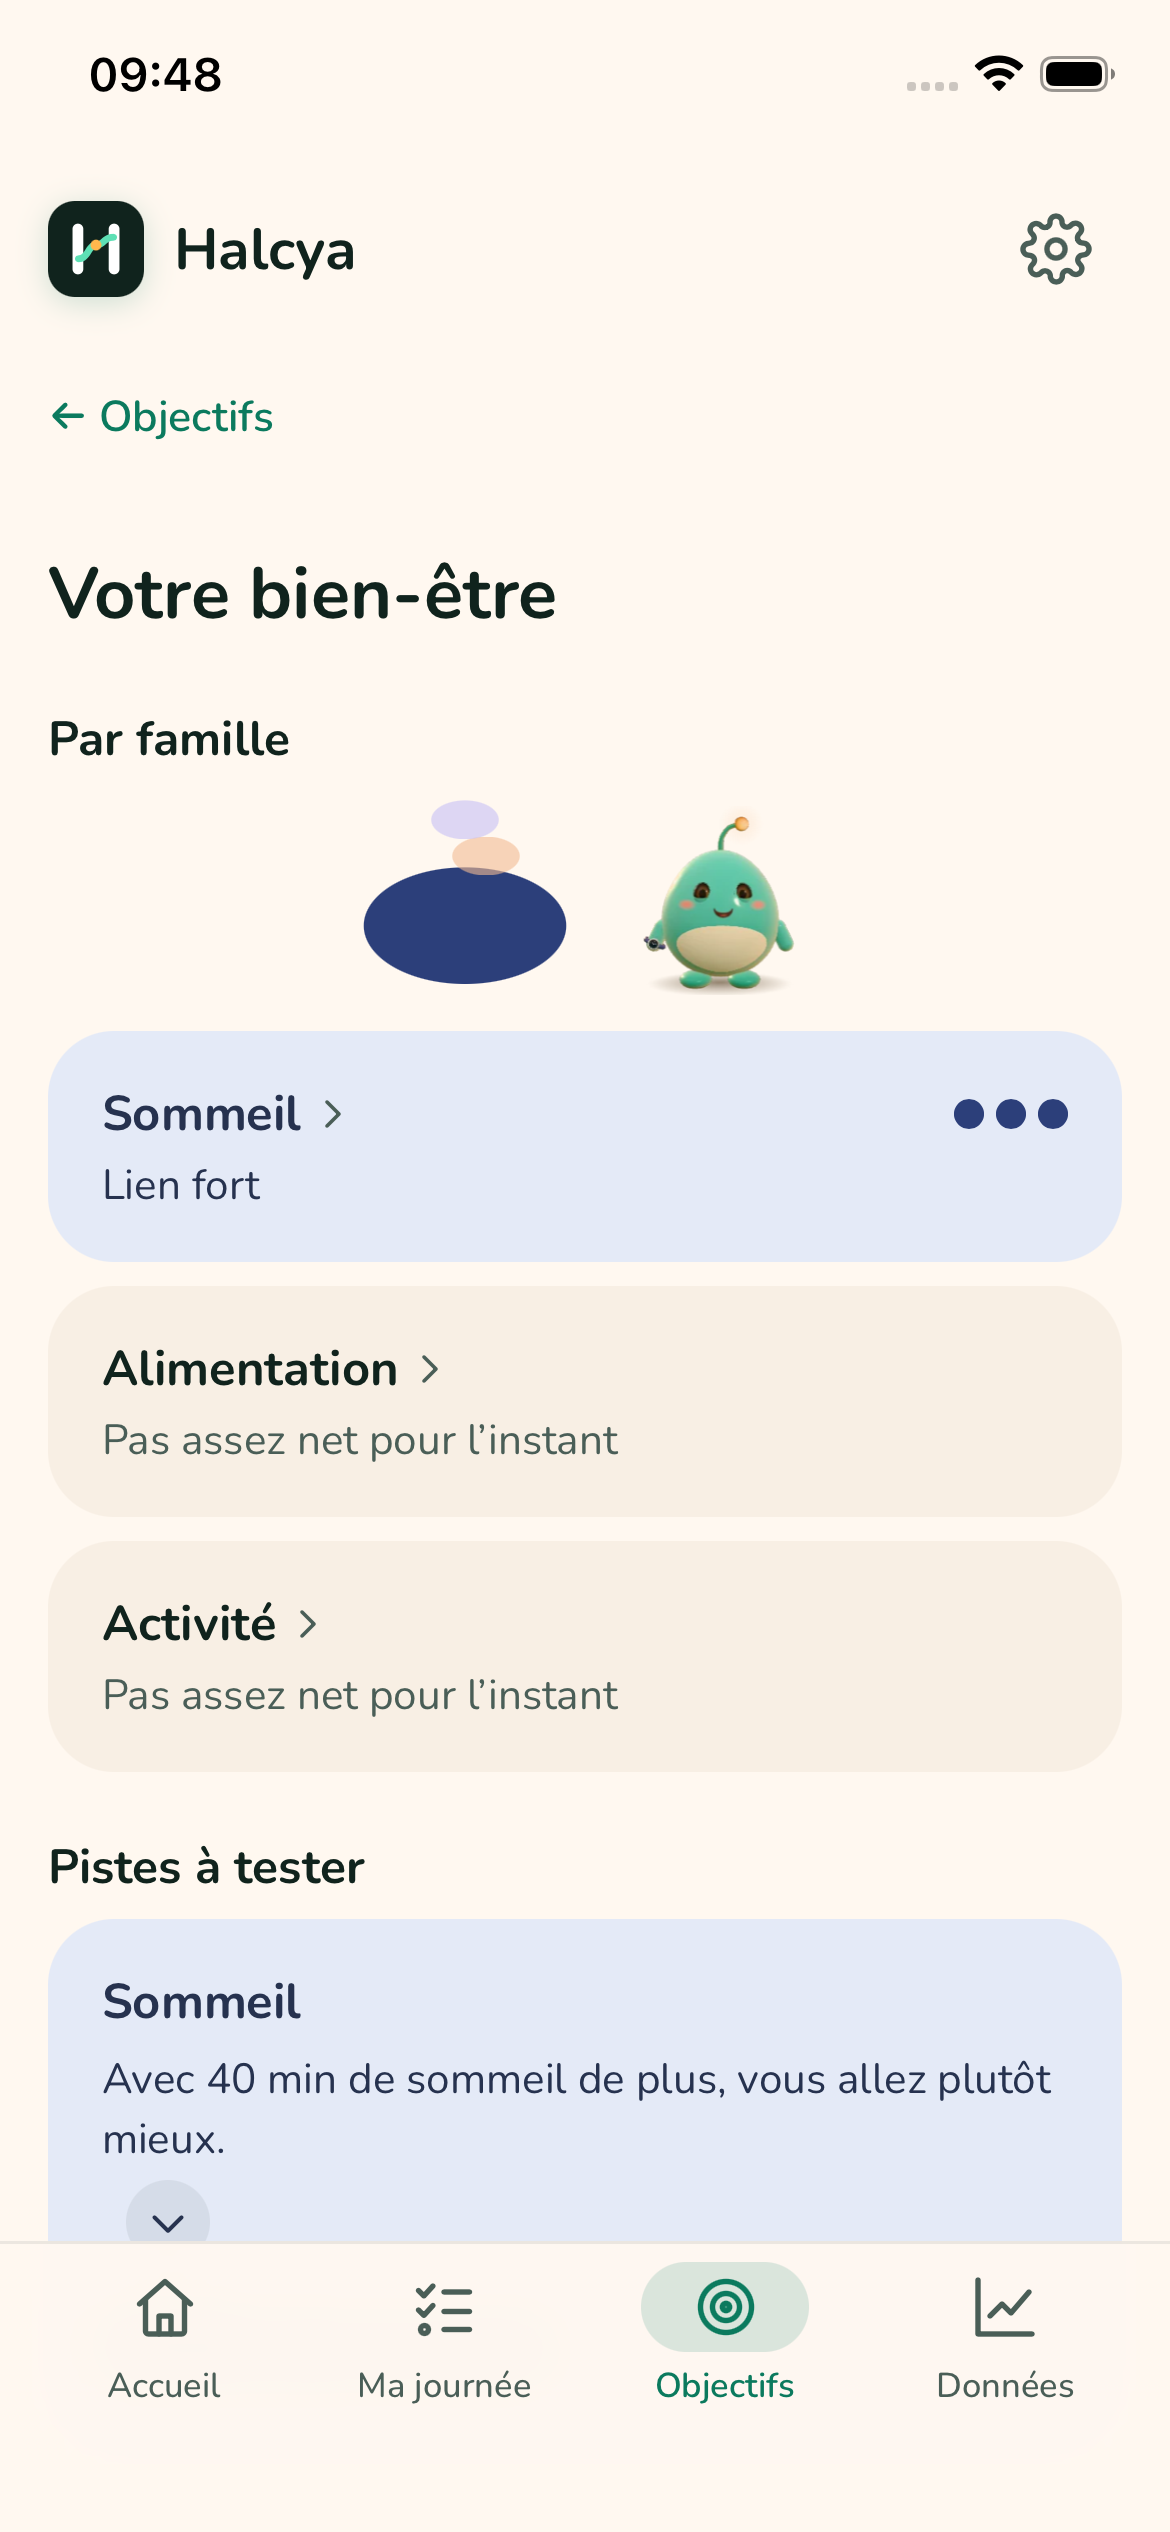 09:48
Halcya
← Objectifs
Votre bien-être
Par famille
Sommeil >
Lien fort
Alimentation >
Pas assez net pour l’instant
Activité >
Pas assez net pour l’instant
Pistes à tester
Sommeil
Avec 40 min de sommeil de plus, vous allez plutôt
mieux.
Accueil
Ma journée
Objectifs
Données